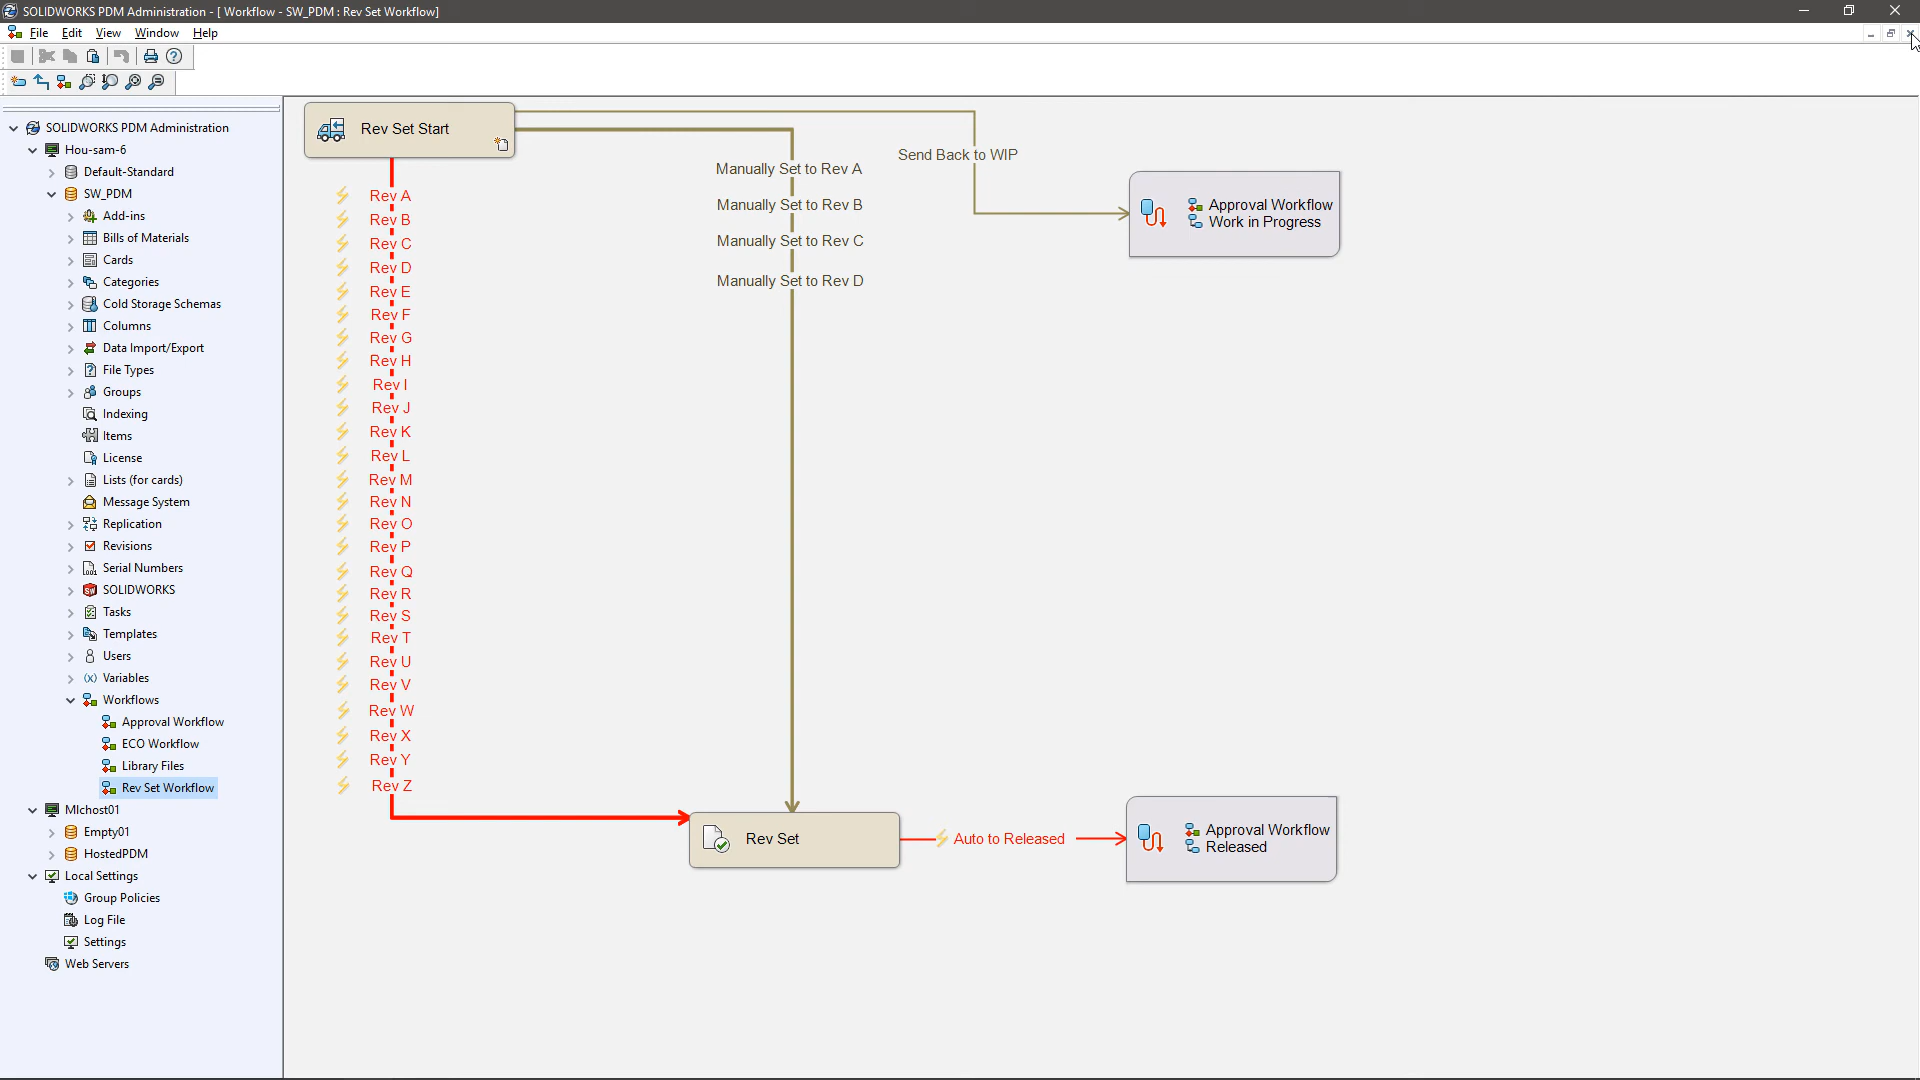 SOLIDWORKS PDM Administration - [ Workflow - SW_PDM : Rev Set Workflow]
File Edit View Window Help
SOLIDWORKS PDM Administration
Hou-sam-6
Default-Standard
SW_PDM
Add-ins
Bills of Materials
Cards
Categories
Cold Storage Schemas
Columns
Data Import/Export
File Types
Groups
Indexing
Items
License
Lists (for cards)
Message System
Replication
Revisions
Serial Numbers
SOLIDWORKS
Tasks
Templates
Users
Variables
Workflows
Approval Workflow
ECO Workflow
Library Files
Rev Set Workflow
MIchost01
Empty01
HostedPDM
Local Settings
Group Policies
Log File
Settings
Web Servers
Rev Set Start
Rev A
Rev B
Rev C
Rev D
Rev E
Rev F
Rev G
Rev H
Rev I
Rev J
Rev K
Rev L
Rev M
Rev N
Rev O
Rev P
Rev Q
Rev R
Rev S
Rev T
Rev U
Rev V
Rev W
Rev X
Rev Y
Rev Z
Manually Set to Rev A
Manually Set to Rev B
Manually Set to Rev C
Manually Set to Rev D
Send Back to WIP
Approval Workflow
Work in Progress
Rev Set
Auto to Released
Approval Workflow
Released